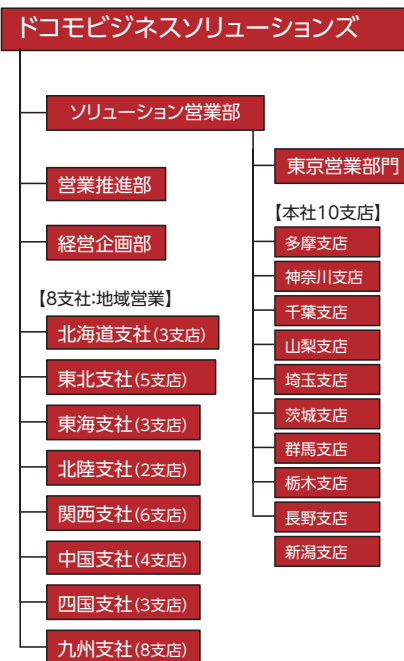 ドコモビジネスソリューションズ
ソリューション営業部
営業推進部
経営企画部
【8支社:地域営業】
北海道支社(3支店)
東北支社(5支店)
東海支社(3支店)
北陸支社(2支店)
関西支社(6支店)
中国支社(4支店)
四国支社(3支店)
九州支社(8支店)
東京営業部門
【本社10支店】
多摩支店
神奈川支店
千葉支店
山梨支店
埼玉支店
茨城支店
群馬支店
栃木支店
長野支店
新潟支店